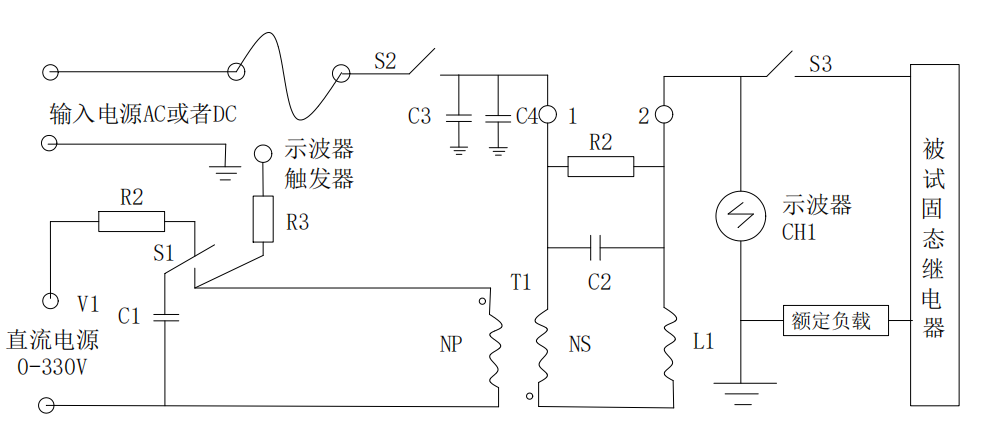 S2
S3
输入电源AC或者DC
C3
C4
1
2
示波器
触发器
R2
被试固态继电器
R2
R3
示波器
CH1
S1
T1
C2
V1
C1
直流电源
0-330V
NP
NS
L1
额定负载